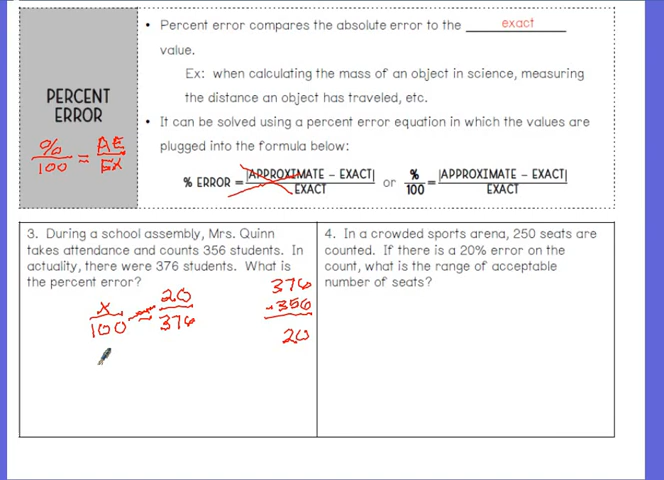 PERCENT
ERROR
%/100 = AE/EX
• Percent error compares the absolute error to the exact
value.
Ex: when calculating the mass of an object in science, measuring
the distance an object has traveled, etc.
• It can be solved using a percent error equation in which the values are
plugged into the formula below:
% ERROR = |APPROXIMATE - EXACT|/EXACT or %/100 = |APPROXIMATE - EXACT|/EXACT
3. During a school assembly, Mrs. Quinn
takes attendance and counts 356 students. In
actuality, there were 376 students. What is
the percent error?
x/100 = 20/376
376
-356
20
4. In a crowded sports arena, 250 seats are
counted. If there is a 20% error on the
count, what is the range of acceptable
number of seats?